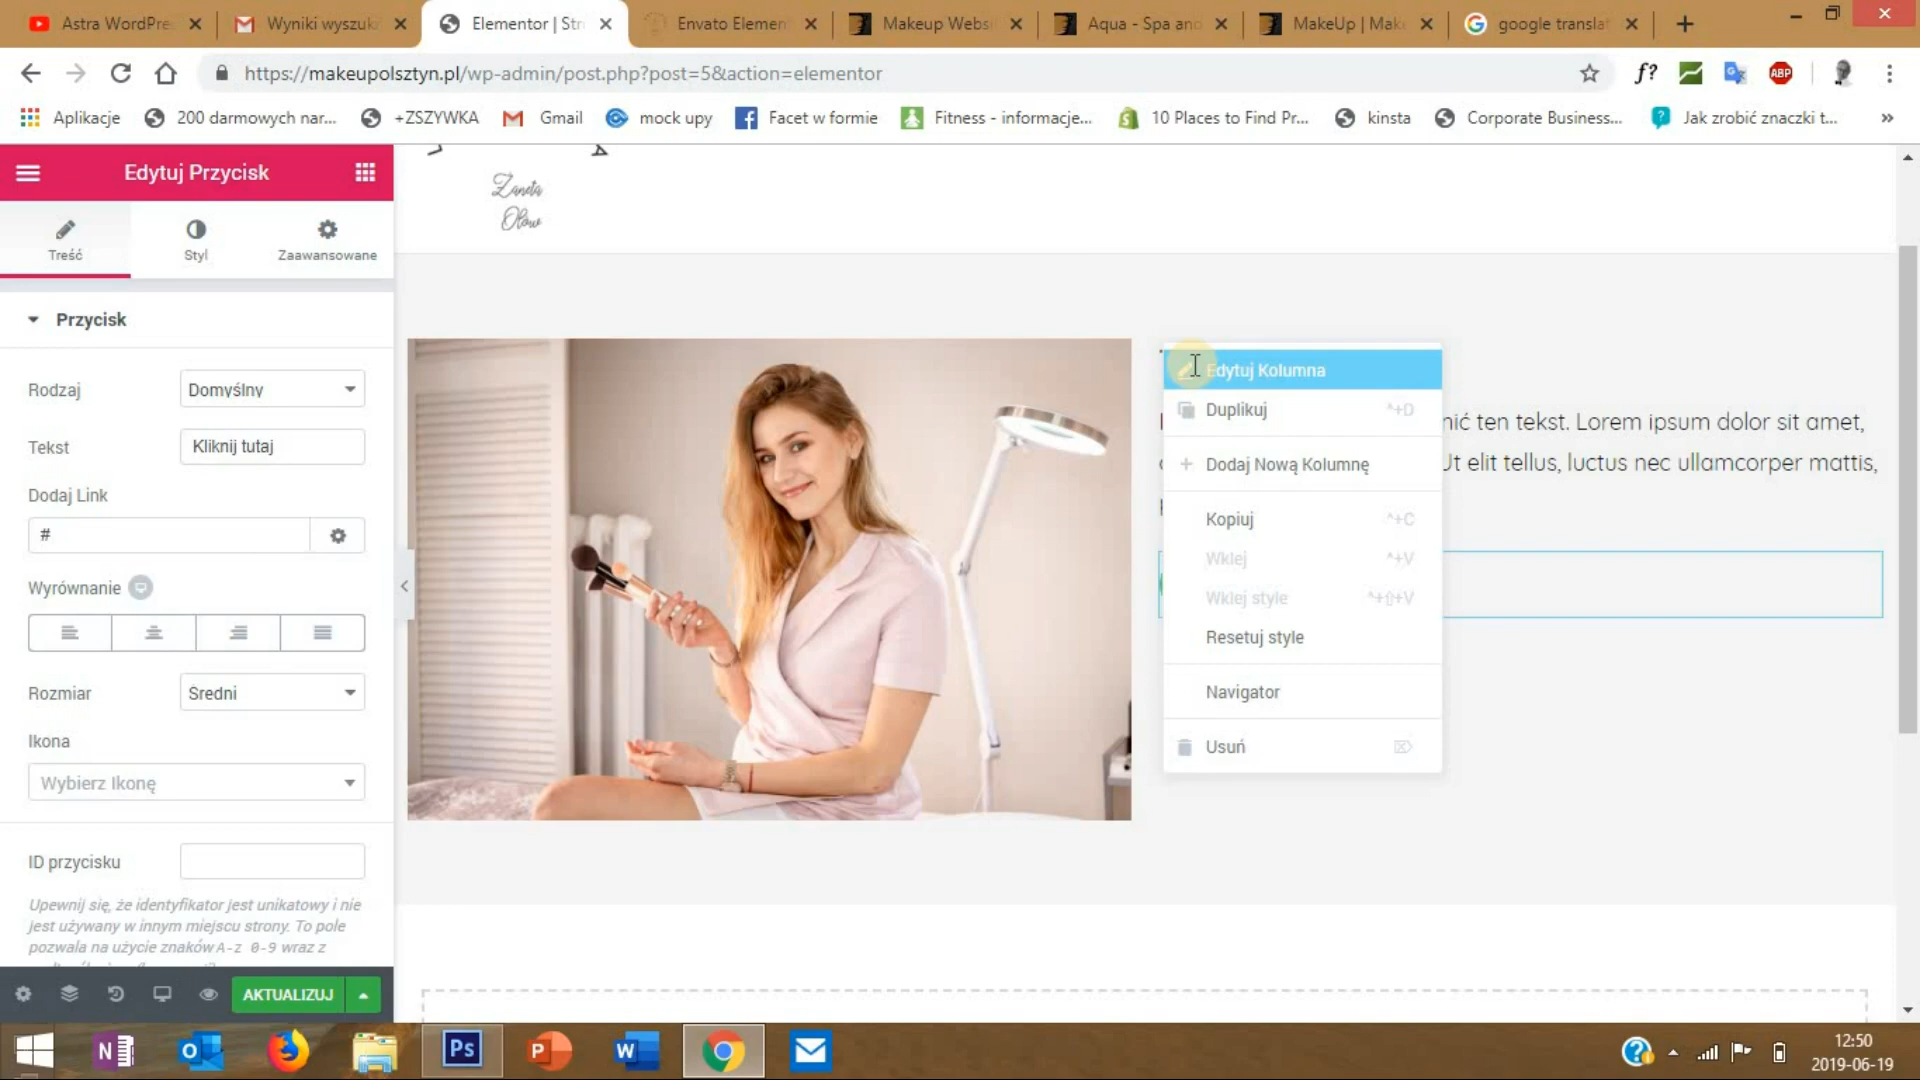 Astra WordPre
Wyniki wyszuk
Elementor | Str
Envato Elemen
Makeup Websi
Aqua - Spa and
MakeUp | Mak
google translat
https://makeupolsztyn.pl/wp-admin/post.php?post=5&action=elementor
f?
ABP
Aplikacje
200 darmowych nar...
+ZSZYWKA
Gmail
mock upy
Facet w formie
Fitness - informacje...
10 Places to Find Pr...
kinsta
Corporate Business...
Jak zrobić znaczki t...
»
Edytuj Przycisk
Treść
Styl
Zaawansowane
Przycisk
Rodzaj
Domyślny
Tekst
Kliknij tutaj
Dodaj Link
#
Wyrównanie
Rozmiar
Średni
Ikona
Wybierz Ikonę
ID przycisku
Upewnij się, że identyfikator jest unikatowy i nie
jest używany w innym miejscu strony. To pole
pozwala na użycie znaków A-z 0-9 wraz z
AKTUALIZUJ
Żaneta
Ołów
Edytuj Kolumna
Duplikuj ^+D
Dodaj Nową Kolumnę
Kopiuj ^+C
Wklej ^+V
Wklej style ^+⇧+V
Resetuj style
Navigator
Usuń
nić ten tekst. Lorem ipsum dolor sit amet,
Ut elit tellus, luctus nec ullamcorper mattis,
12:50
2019-06-19